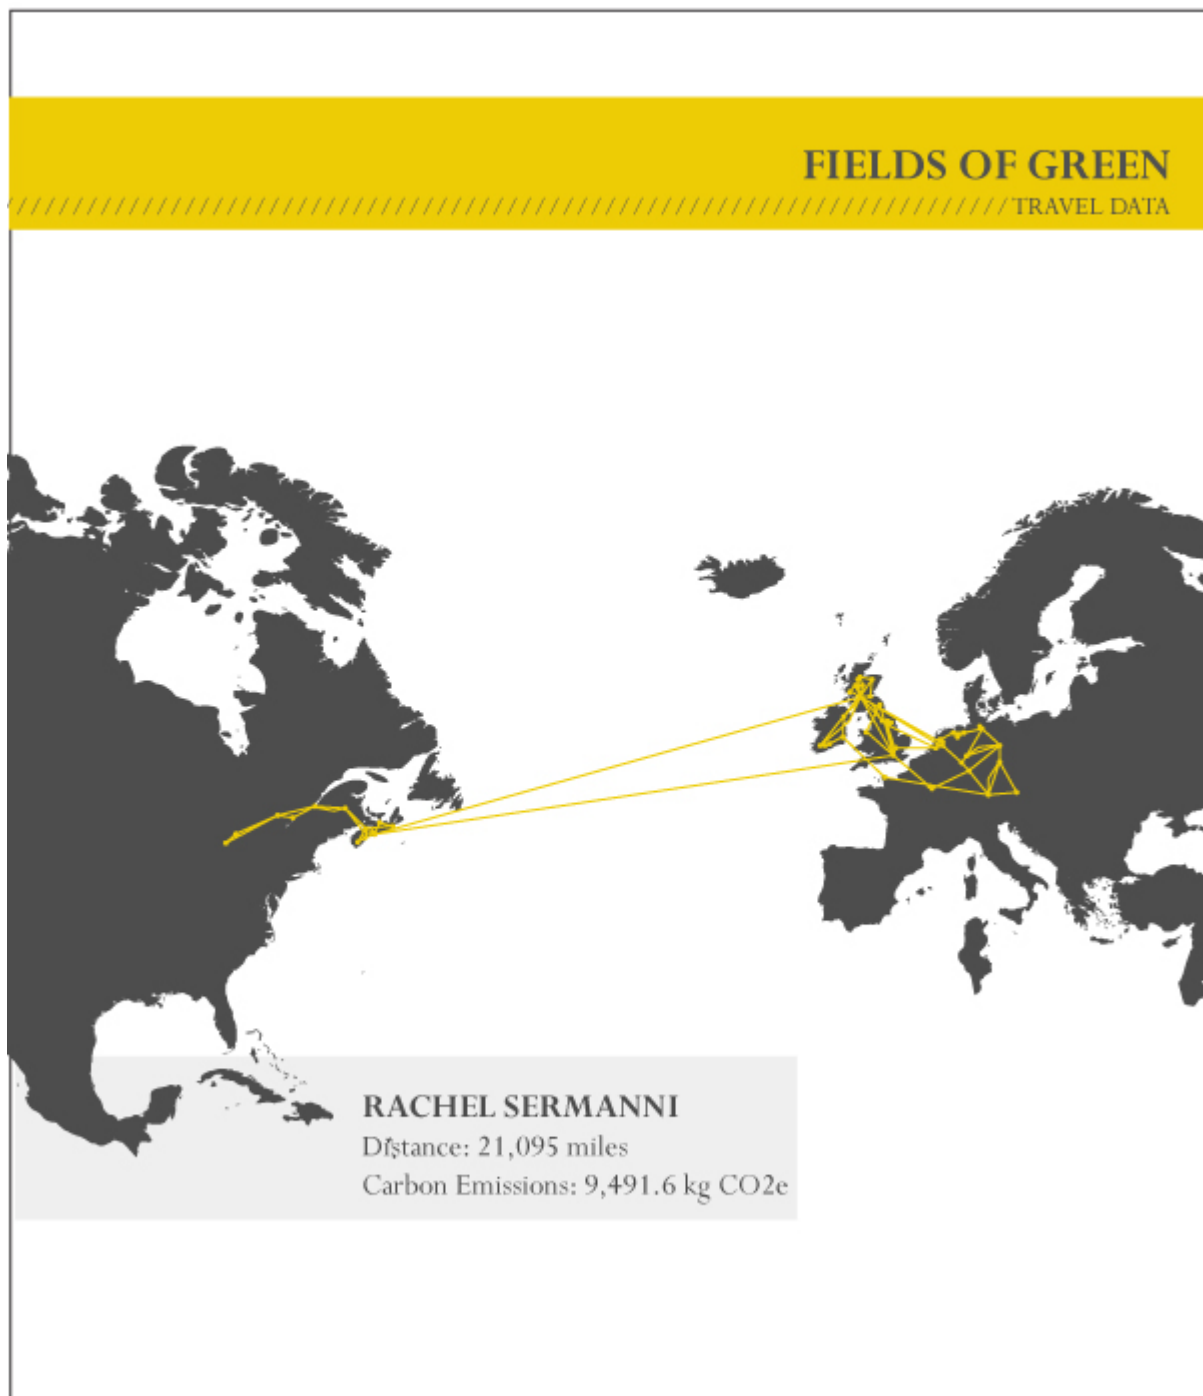 FIELDS OF GREEN
////////////////////////////////////////////////////////////////////////TRAVEL DATA
RACHEL SERMANNI
Distance: 21,095 miles
Carbon Emissions: 9,491.6 kg CO2e